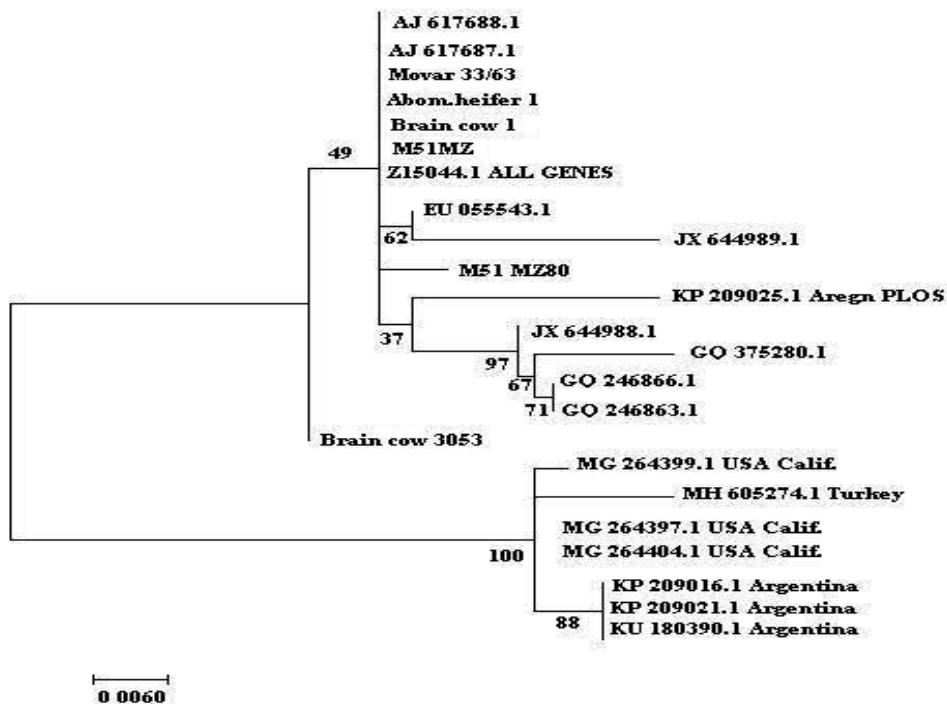 AJ 617688.1
AJ 617687.1
Movar 33/63
Abom.heifer 1
Brain cow 1
M51MZ
49
Z15044.1 ALL GENES
EU 055543.1
62
JX 644989.1
M51 MZ80
KP 209025.1 Aregn PLOS
JX 644988.1
37
GQ 375280.1
97
67
GQ 246866.1
71
GQ 246863.1
Brain cow 3053
MG 264399.1 USA Calif.
MH 605274.1 Turkey
MG 264397.1 USA Calif.
100
MG 264404.1 USA Calif.
KP 209016.1 Argentina
KP 209021.1 Argentina
88
KU 180390.1 Argentina
0 0060